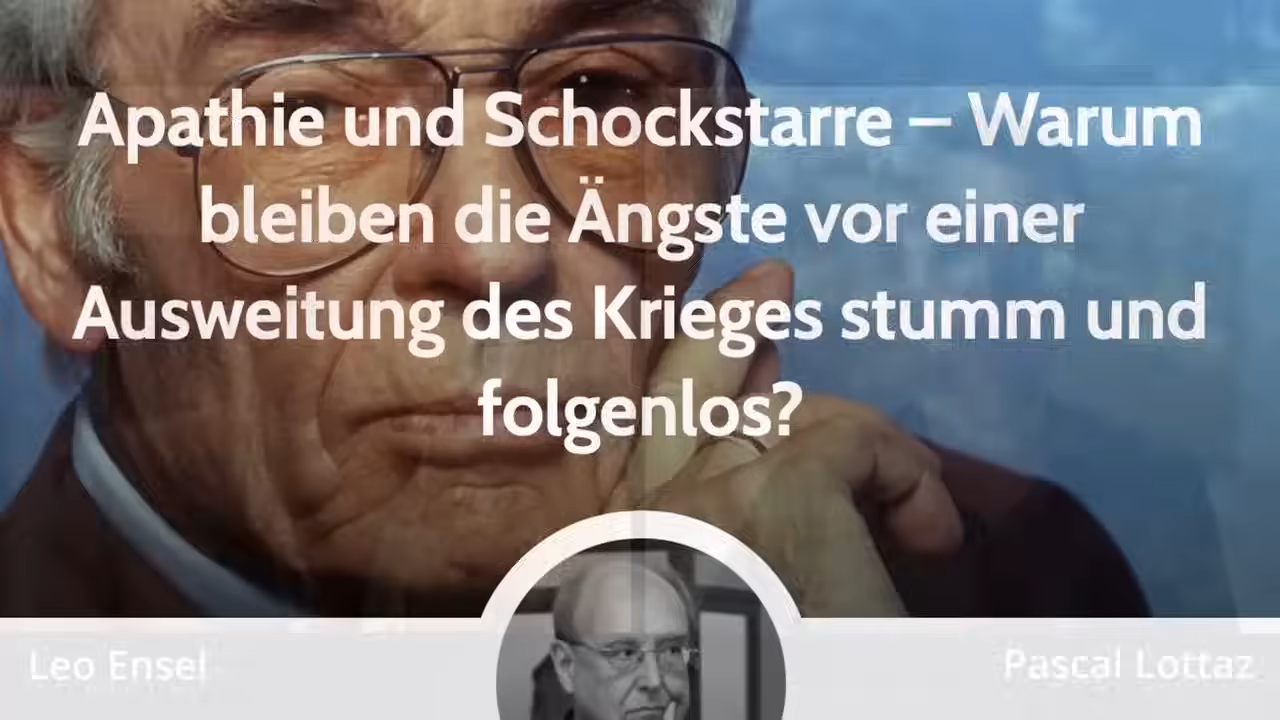 Apathie und Schockstarre – Warum
bleiben die Ängste vor einer
Ausweitung des Krieges stumm und
folgenlos?
Leo Ensel
Pascal Lottaz